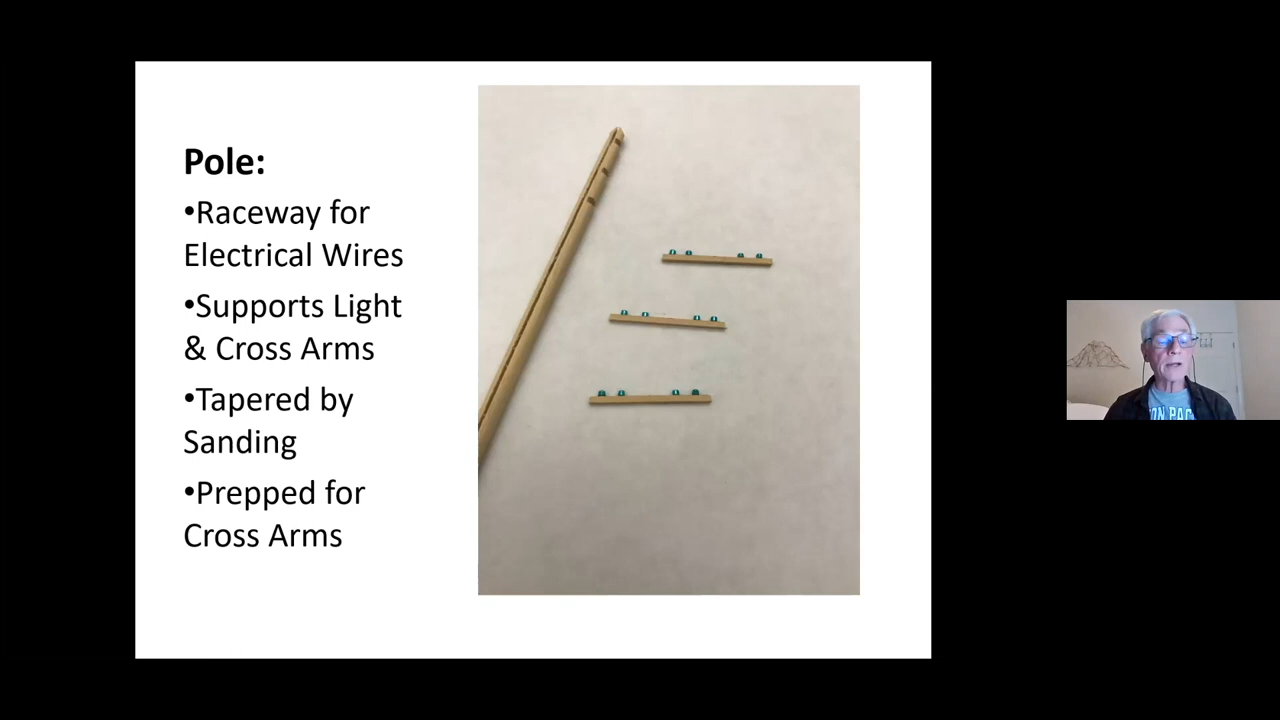 Pole:
•Raceway for
Electrical Wires
•Supports Light
& Cross Arms
•Tapered by
Sanding
•Prepped for
Cross Arms